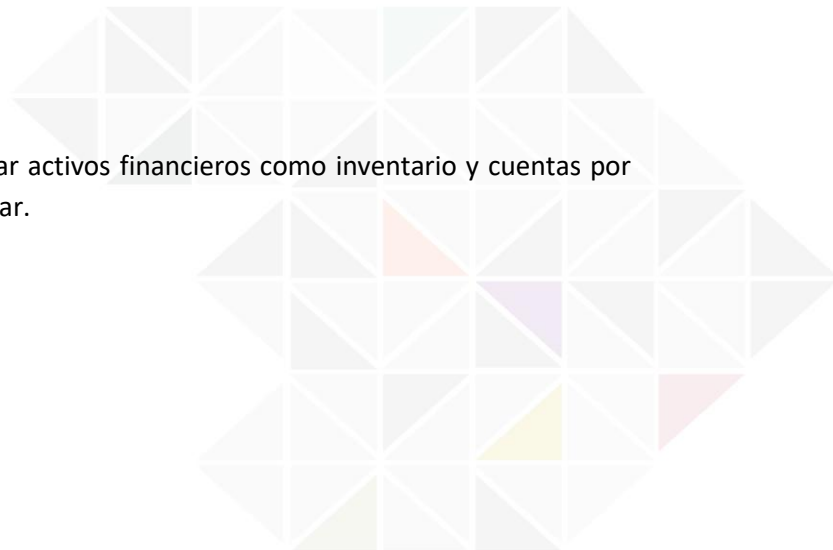 ar activos financieros como inventario y cuentas por
ar.